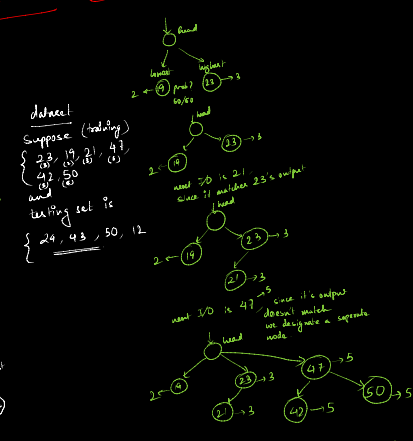 head
lowest
highest
2
19
prob?
50/50
23
3
dataset
suppose (training)
{ 23, 19, 21, 47,
(3) (2) (3) (5)
42, 50
(5) (5)
and
testing set is
{ 24, 43, 50, 12
head
2
19
23
3
next I/O is 21
since it matches 23's output
head
2
19
23
3
21
3
next I/O is 47 → 5, since it's output
doesn't match
we designate a separate
node
head
2
19
23
3
47
5
21
3
42
5
50
5